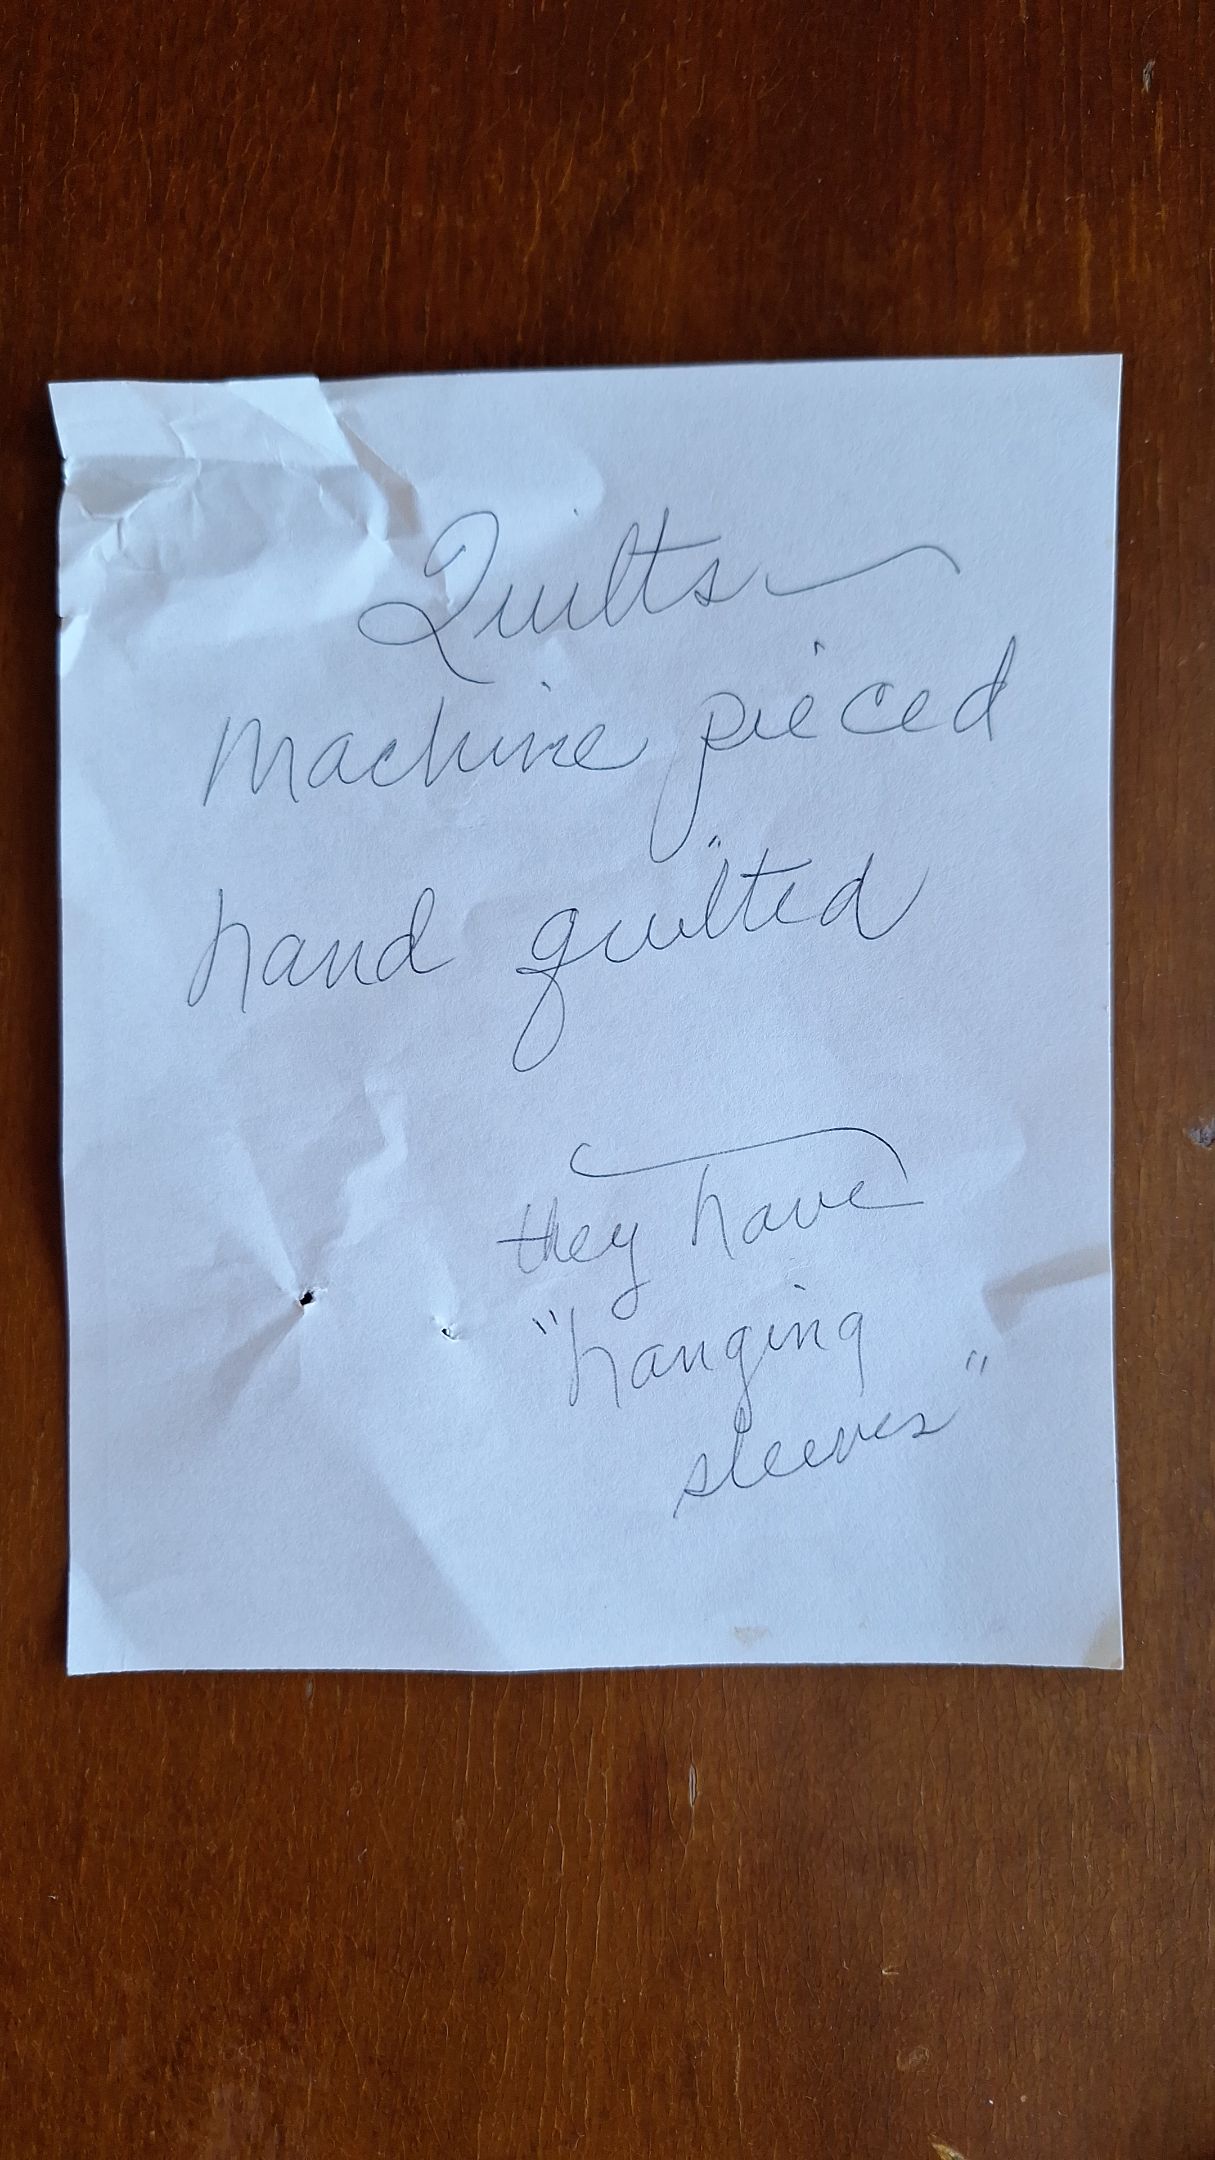 Quilts
Machine pieced
hand quilted
they have
"hanging
sleeves"